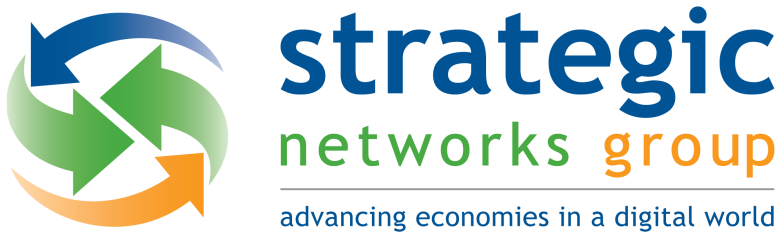 strategic
networks group
advancing economies in a digital world